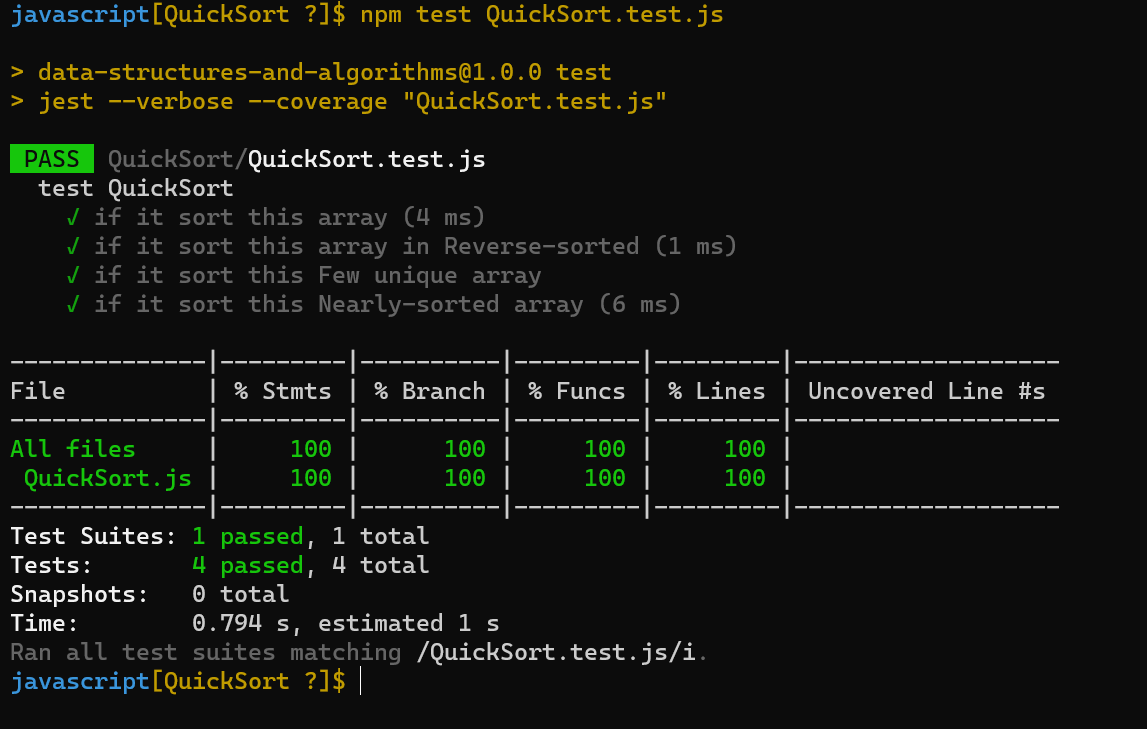 javascript[QuickSort ?]$ npm test QuickSort.test.js
> data-structures-and-algorithms@1.0.0 test
> jest --verbose --coverage "QuickSort.test.js"
PASS QuickSort/QuickSort.test.js
test QuickSort
√ if it sort this array (4 ms)
√ if it sort this array in Reverse-sorted (1 ms)
√ if it sort this Few unique array
√ if it sort this Nearly-sorted array (6 ms)
--------------|---------|----------|---------|---------|-------------------
File          | % Stmts | % Branch | % Funcs | % Lines | Uncovered Line #s
--------------|---------|----------|---------|---------|-------------------
All files     |     100 |      100 |     100 |     100 |
 QuickSort.js |     100 |      100 |     100 |     100 |
--------------|---------|----------|---------|---------|-------------------
Test Suites: 1 passed, 1 total
Tests:       4 passed, 4 total
Snapshots:   0 total
Time:        0.794 s, estimated 1 s
Ran all test suites matching /QuickSort.test.js/i.
javascript[QuickSort ?]$